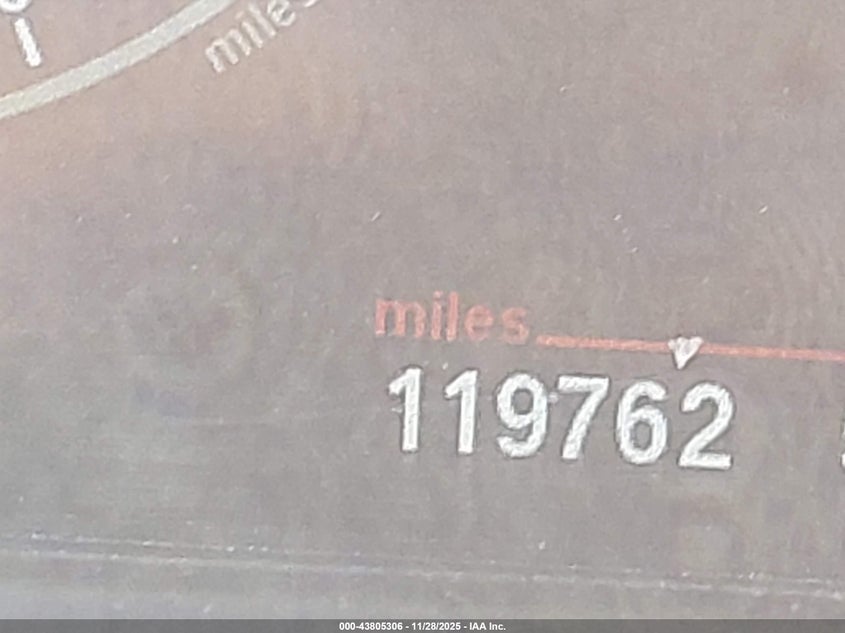 miles
miles
119762
000-43805306 - 11/28/2025 - IAA Inc.